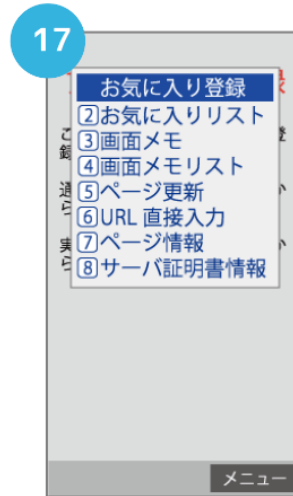 17
お気に入り登録
2お気に入りリスト
3画面メモ
4画面メモリスト
5ページ更新
6URL 直接入力
7ページ情報
8サーバ証明書情報
メニュー